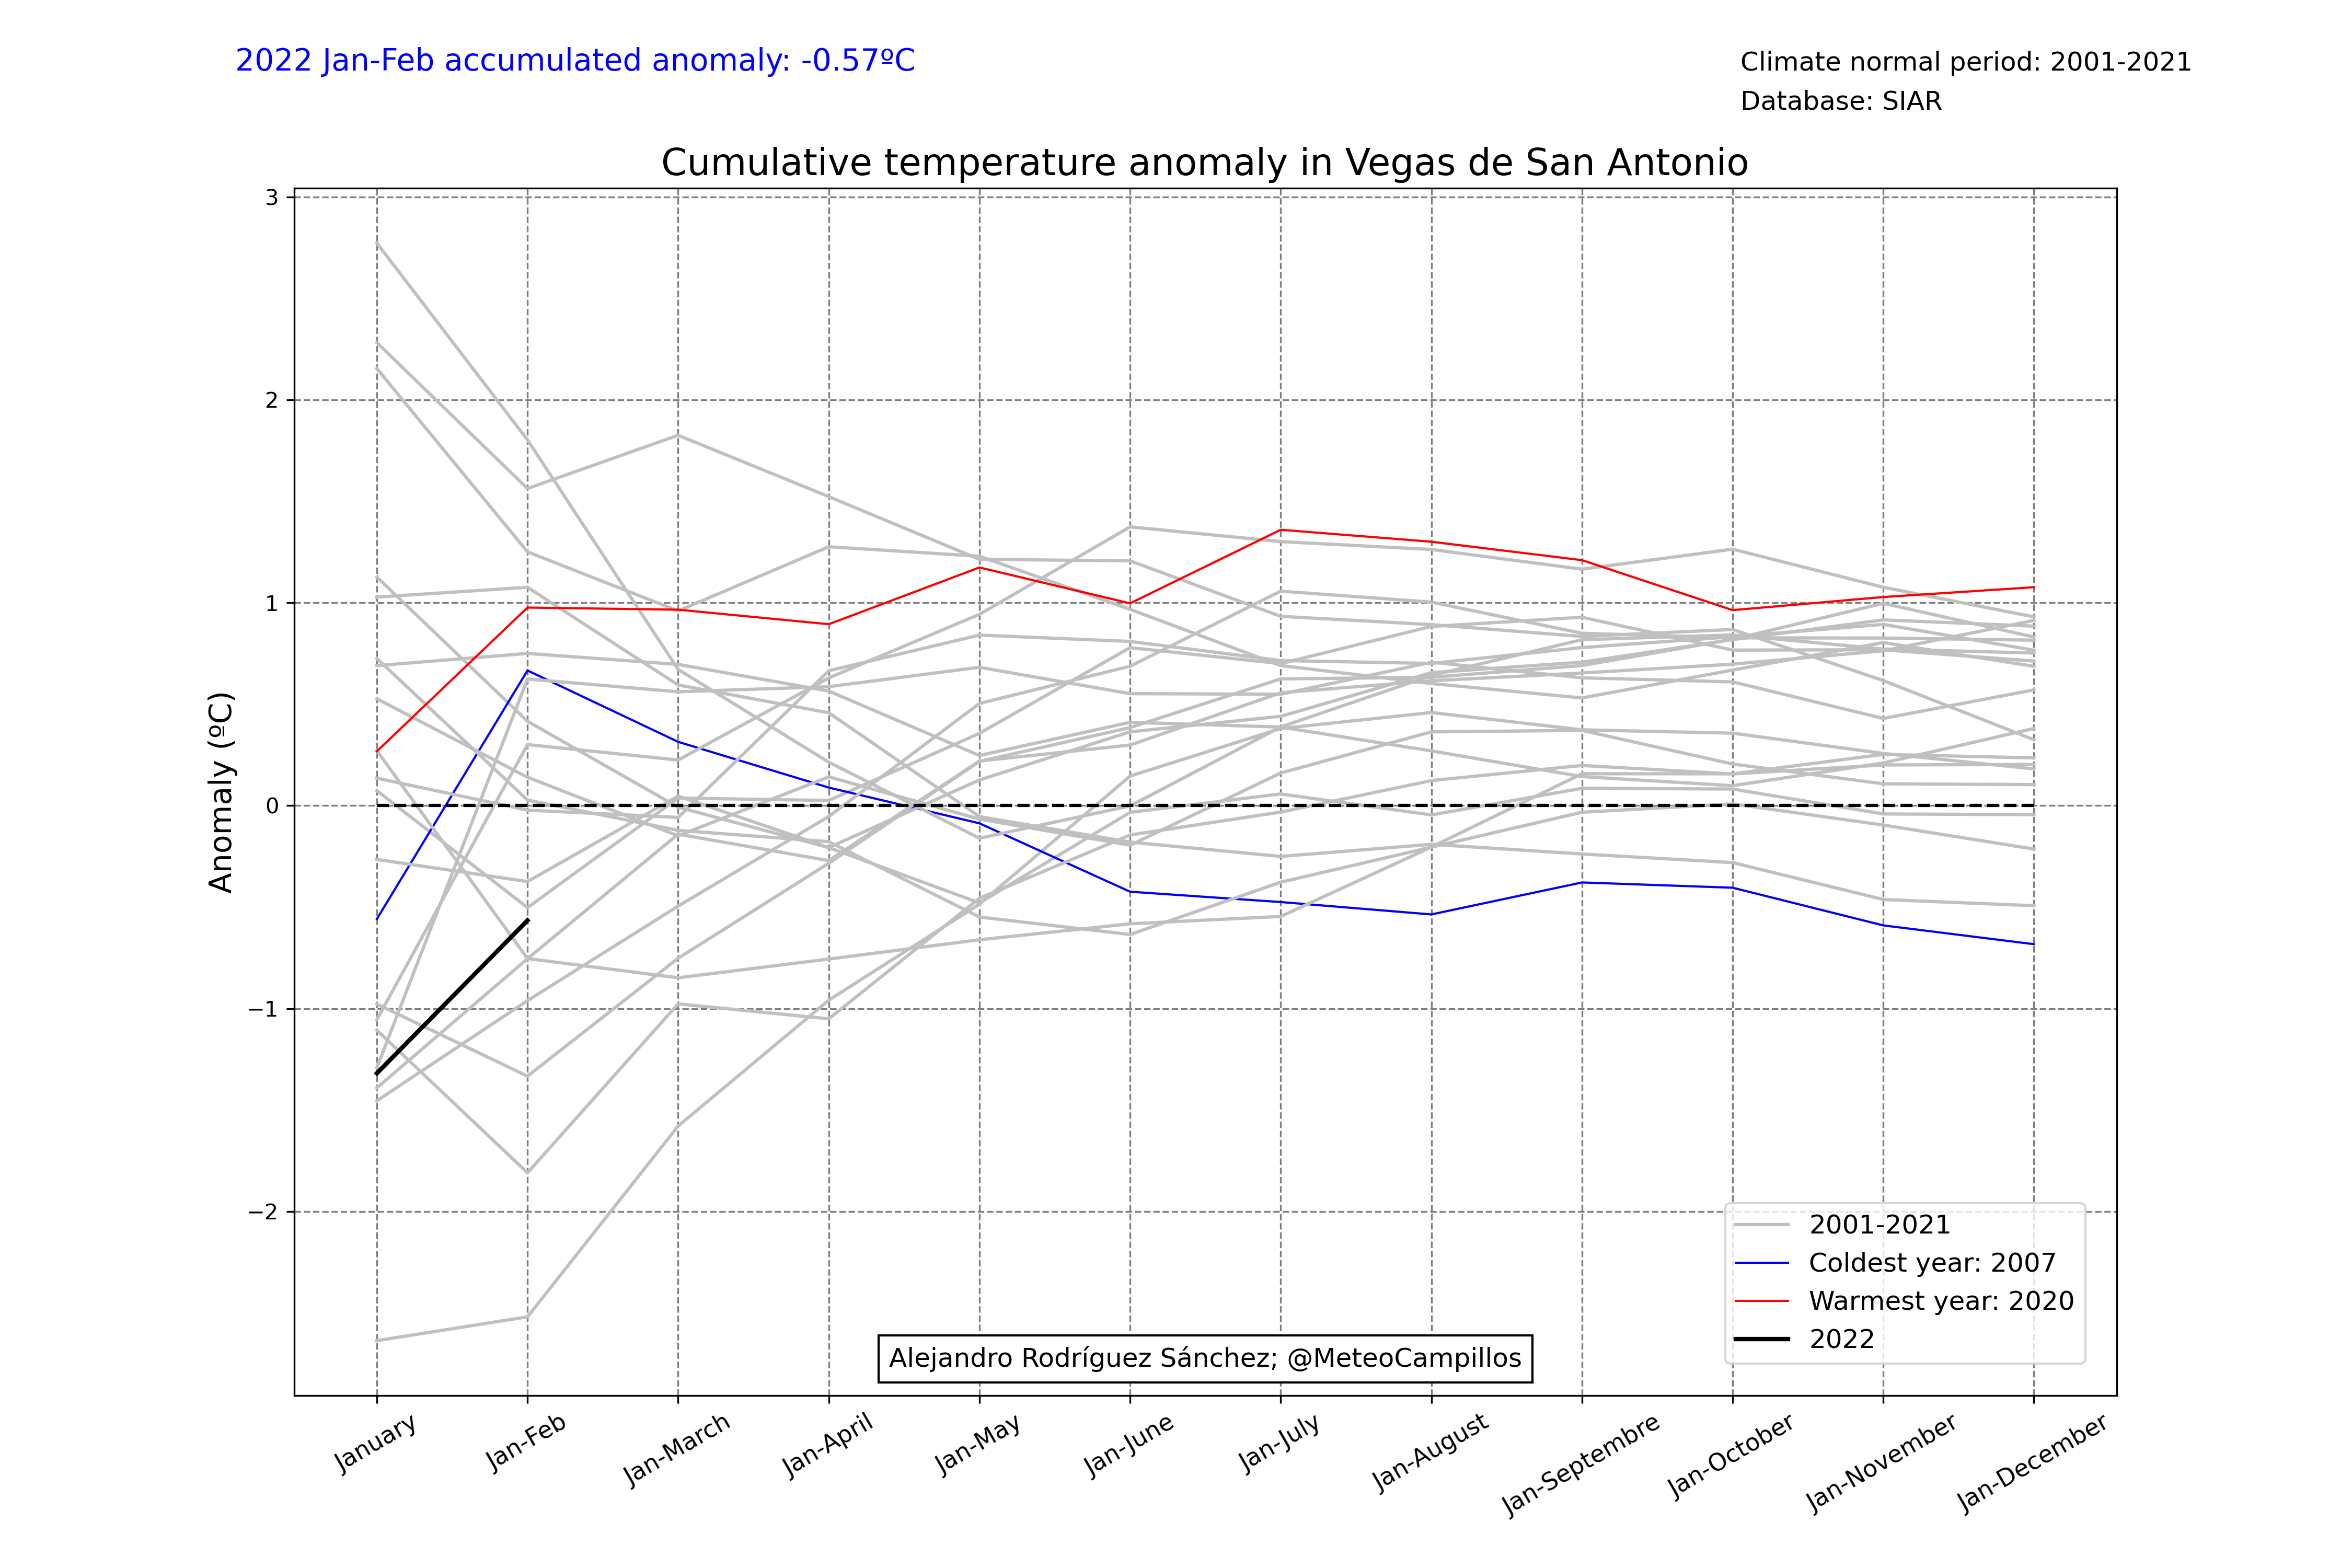 2022 Jan-Feb accumulated anomaly: -0.57ºC
Climate normal period: 2001-2021
Database: SIAR
Cumulative temperature anomaly in Vegas de San Antonio
3
2
1
0
−1
−2
Anomaly (ºC)
2001-2021
Coldest year: 2007
Warmest year: 2020
2022
Alejandro Rodríguez Sánchez; @MeteoCampillos
January
Jan-Feb
Jan-March
Jan-April
Jan-May
Jan-June
Jan-July
Jan-August
Jan-Septembre
Jan-October
Jan-November
Jan-December